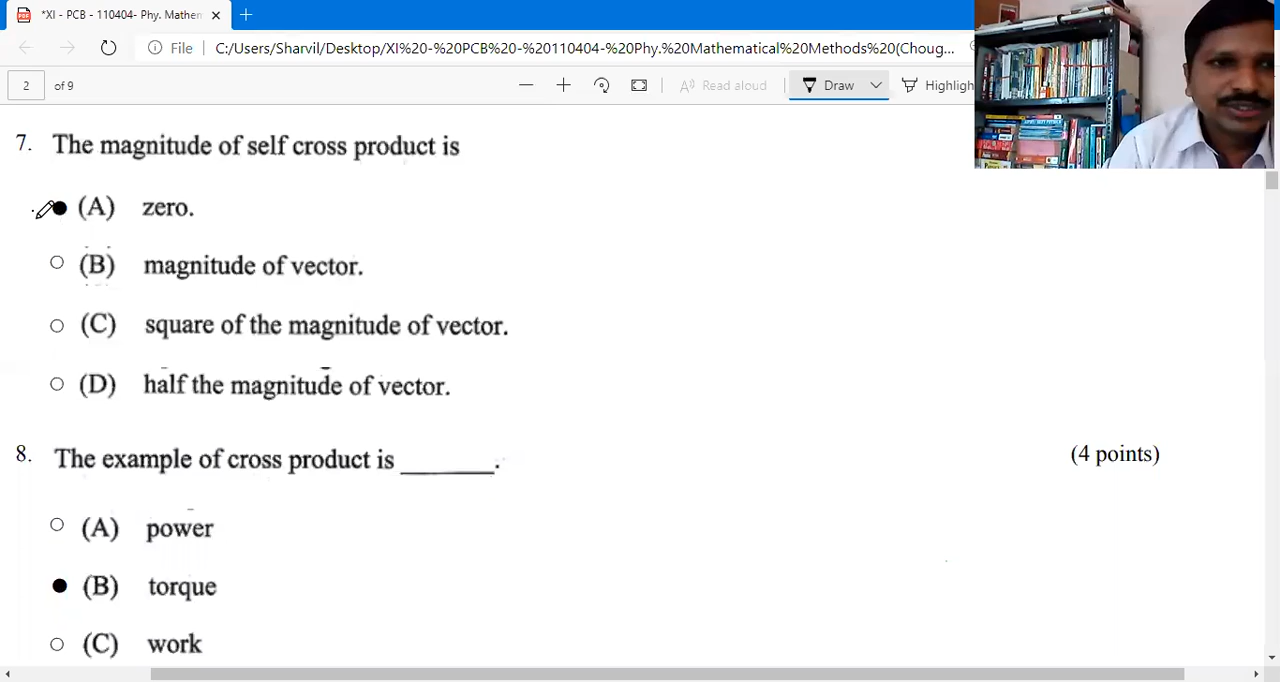 *XI - PCB - 110404- Phy. Mathem
File C:/Users/Sharvil/Desktop/XI%20-%20PCB%20-%20110404-%20Phy.%20Mathematical%20Methods%20(Choug...
2 of 9 Read aloud Draw Highligh
7. The magnitude of self cross product is
(A) zero.
(B) magnitude of vector.
(C) square of the magnitude of vector.
(D) half the magnitude of vector.
8. The example of cross product is ______. (4 points)
(A) power
(B) torque
(C) work